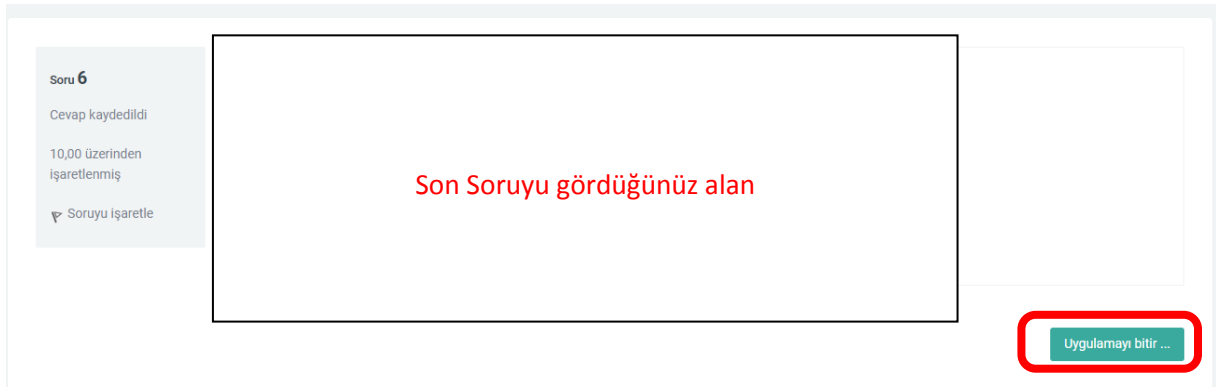 Soru 6
Cevap kaydedildi
10,00 üzerinden
işaretlenmiş
Soruyu işaretle
Son Soruyu gördüğünüz alan
Uygulamayı bitir ...